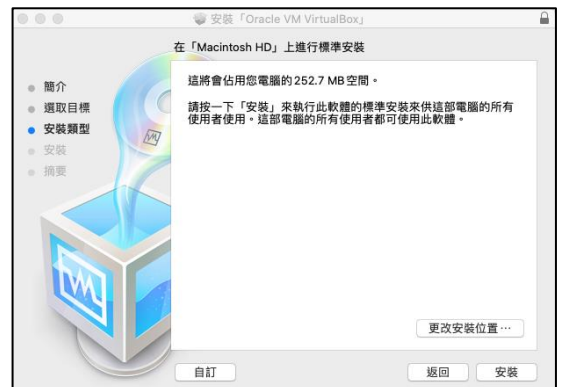 安裝「Oracle VM VirtualBox」
在「Macintosh HD」上進行標準安裝
簡介
選取目標
安裝類型
安裝
摘要
這將會佔用您電腦的 252.7 MB 空間。
請按一下「安裝」來執行此軟體的標準安裝來供這部電腦的所有
使用者使用。這部電腦的所有使用者都可使用此軟體。
更改安裝位置⋯
自訂
返回
安裝